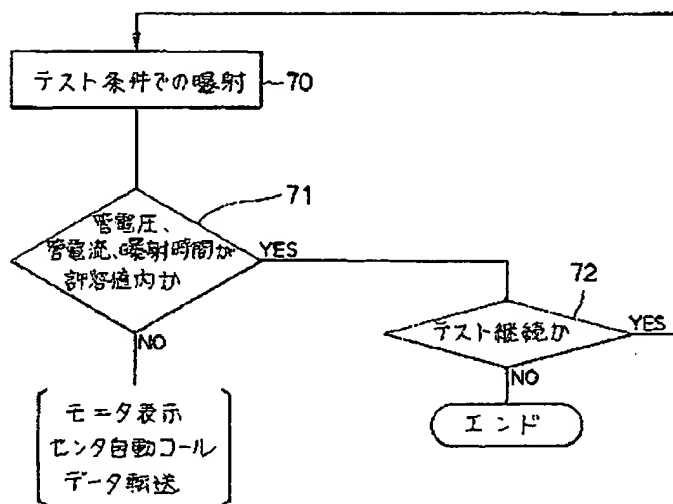 テスト条件での曝射
70
71
管電圧、
管電流、曝射時間が
許容値内か
YES
NO
モニタ表示
センタ自動コール
データ転送
72
テスト継続か
YES
NO
エンド